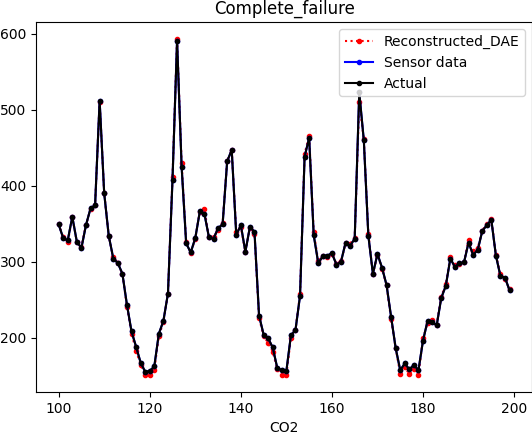 Complete_failure
Reconstructed_DAE
Sensor data
Actual
600
500
400
300
200
100 120 140 160 180 200
CO2